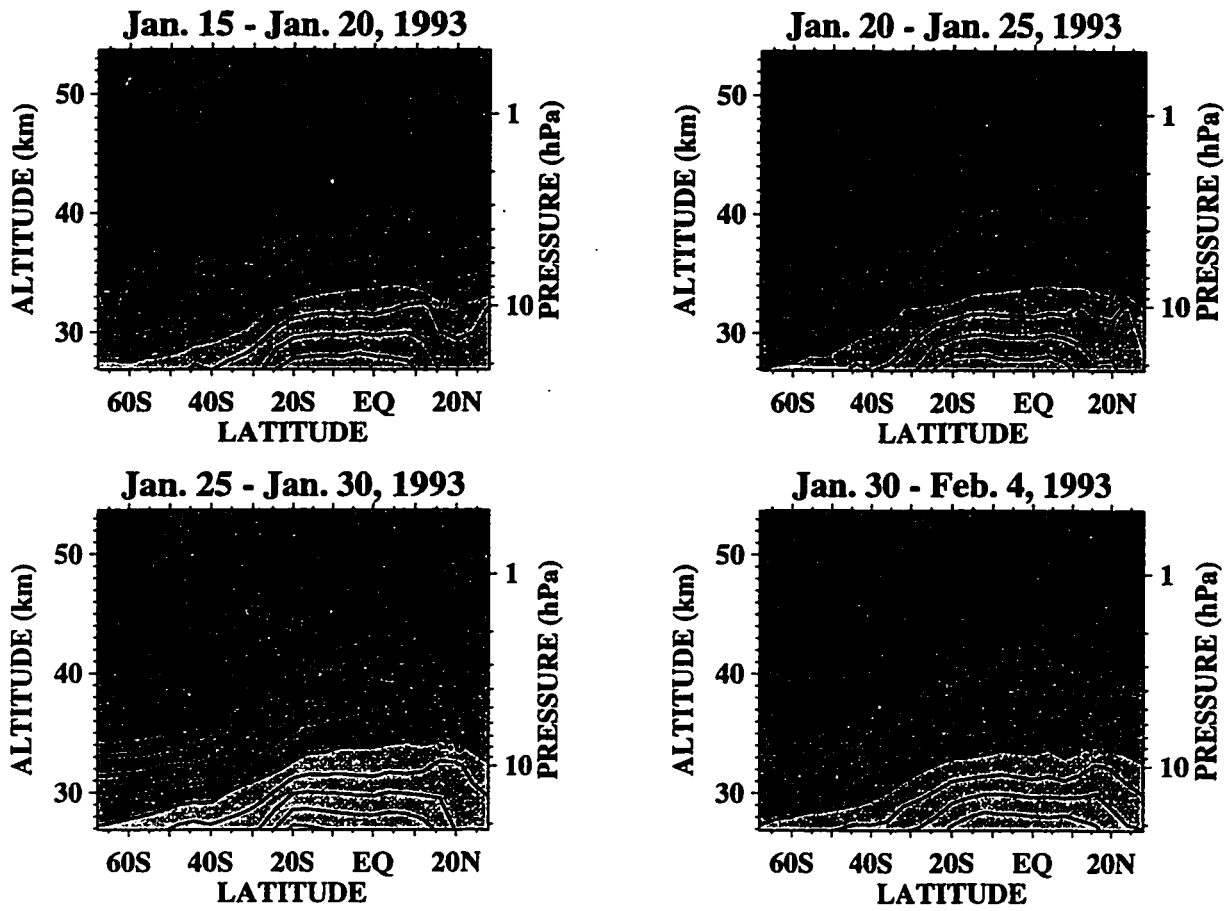 Jan. 15 - Jan. 20, 1993
ALTITUDE (km)
50
40
30
1
10
PRESSURE (hPa)
60S 40S 20S EQ 20N
LATITUDE
Jan. 20 - Jan. 25, 1993
ALTITUDE (km)
50
40
30
1
10
PRESSURE (hPa)
60S 40S 20S EQ 20N
LATITUDE
Jan. 25 - Jan. 30, 1993
ALTITUDE (km)
50
40
30
1
10
PRESSURE (hPa)
60S 40S 20S EQ 20N
LATITUDE
Jan. 30 - Feb. 4, 1993
ALTITUDE (km)
50
40
30
1
10
PRESSURE (hPa)
60S 40S 20S EQ 20N
LATITUDE